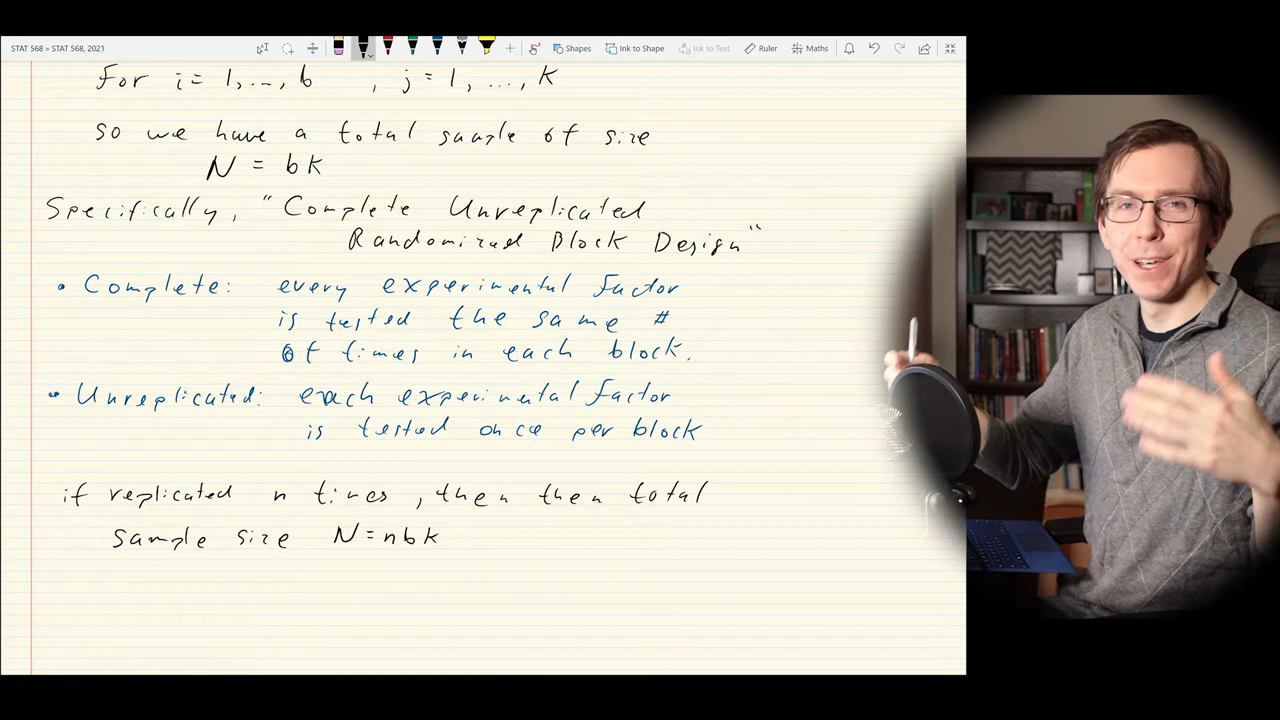 STAT 568 » STAT 568, 2021
Shapes Ink to Shape Ink to Text Ruler Maths
For i = 1,..., b , j = 1, ..., K
so we have a total sample of size
N = bk
Specifically, "Complete Unreplicated
Randomized Block Design"
• Complete: every experimental factor
is tested the same #
of times in each block.
• Unreplicated: each experimental factor
is tested once per block
if replicated n times, then then total
sample size N=nbk